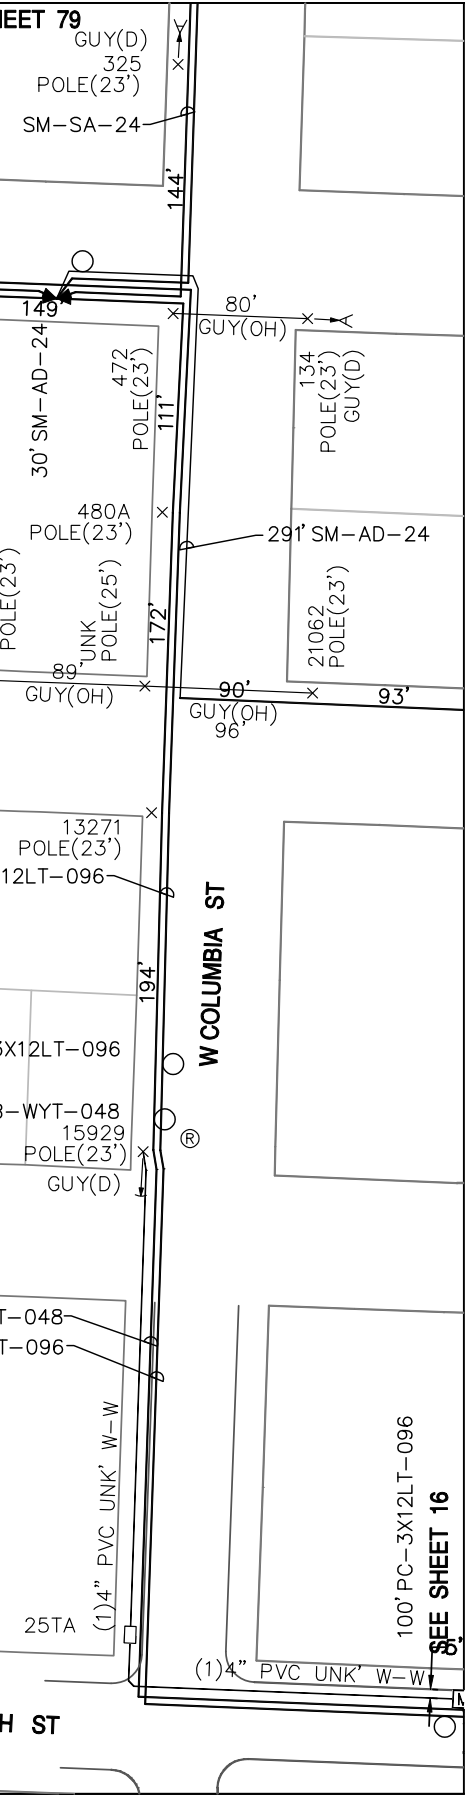 EET 79
GUY(D)
325
POLE(23')
SM-SA-24
144'
149'
80'
GUY(OH)
30' SM-AD-24
472
POLE(23')
111'
134
POLE(23')
GUY(D)
480A
POLE(23')
291' SM-AD-24
POLE(23')
UNK
POLE(25')
172'
21062
POLE(23')
89'
GUY(OH)
90'
GUY(OH)
96'
93'
13271
POLE(23')
12LT-096
W COLUMBIA ST
194'
X12LT-096
-WYT-048
15929
POLE(23')
R
GUY(D)
T-048
T-096
(1)4" PVC UNK' W-W
100' PC-3X12LT-096
SEE SHEET 16
25TA
(1)4" PVC UNK' W-W
5'
M
H ST